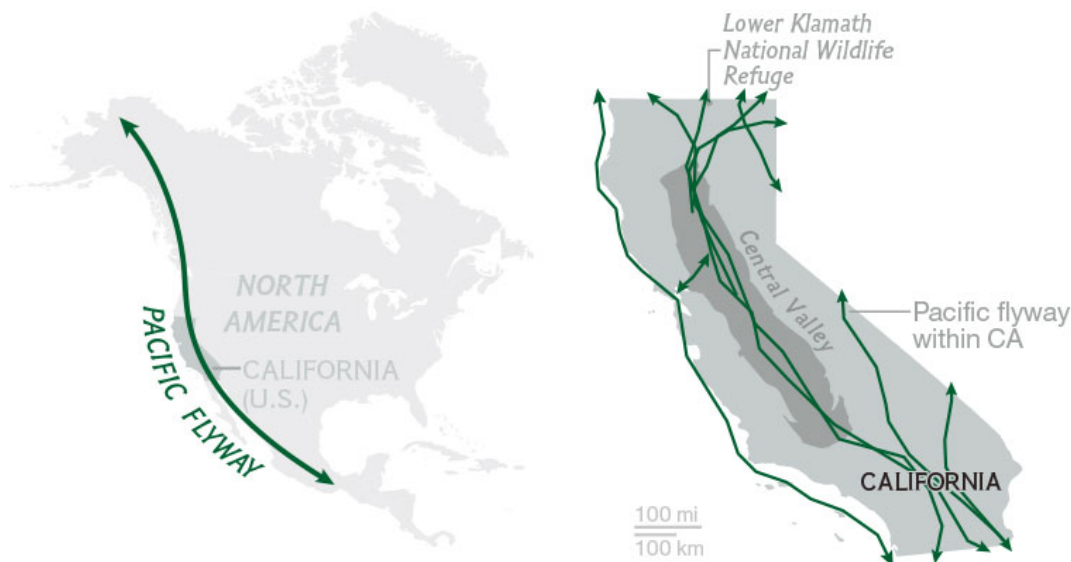 NORTH
AMERICA
CALIFORNIA
(U.S.)
PACIFIC FLYWAY
Lower Klamath
National Wildlife
Refuge
Central Valley
Pacific flyway
within CA
CALIFORNIA
100 mi
100 km